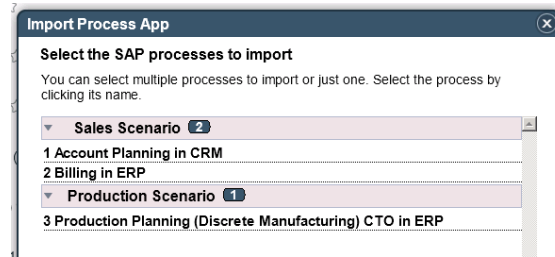 Import Process App
Select the SAP processes to import
You can select multiple processes to import or just one. Select the process by
clicking its name.
Sales Scenario 2
1 Account Planning in CRM
2 Billing in ERP
Production Scenario 1
3 Production Planning (Discrete Manufacturing) CTO in ERP